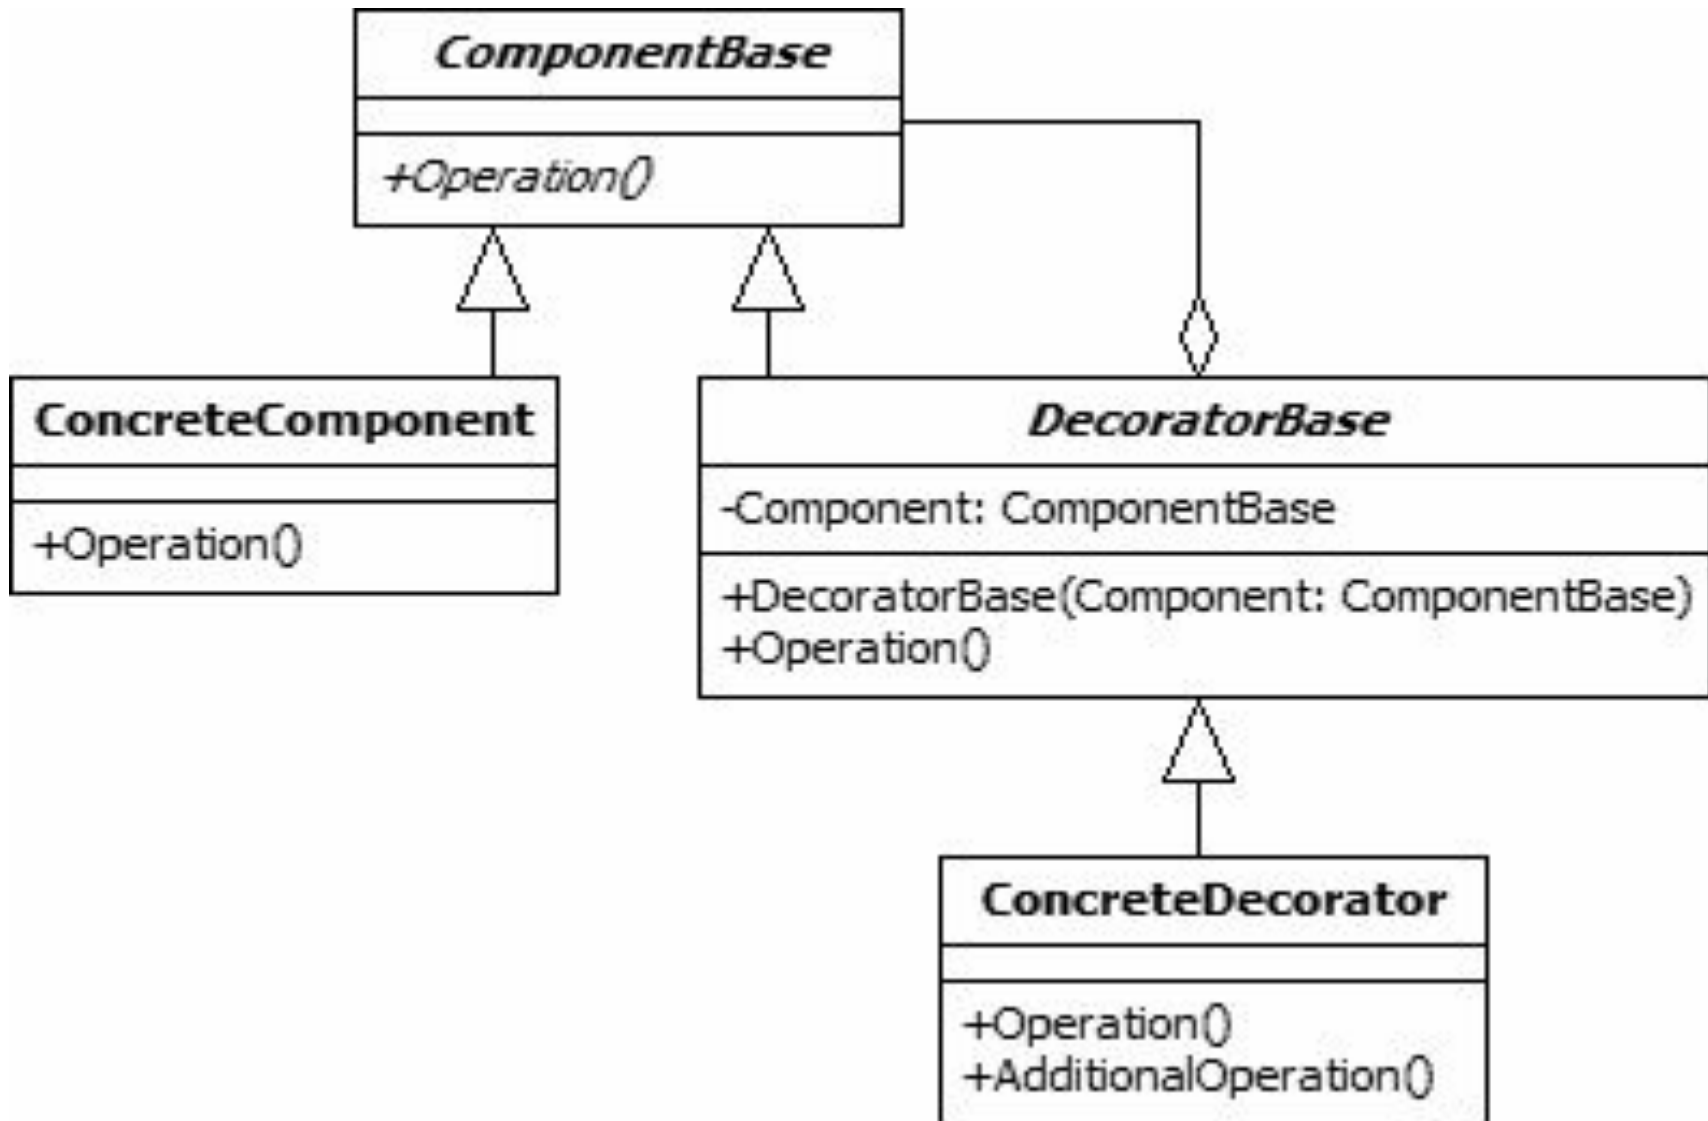 ComponentBase
+Operation()
ConcreteComponent
+Operation()
DecoratorBase
-Component: ComponentBase
+DecoratorBase(Component: ComponentBase)
+Operation()
ConcreteDecorator
+Operation()
+AdditionalOperation()